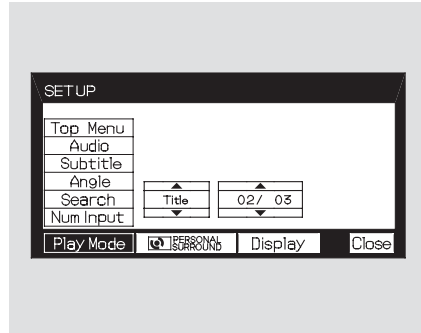 SETUP
Top Menu
Audio
Subtitle
Angle
Search
Num Input
Title
02/ 03
Play Mode
PERSONAL
SURROUND
Display
Close